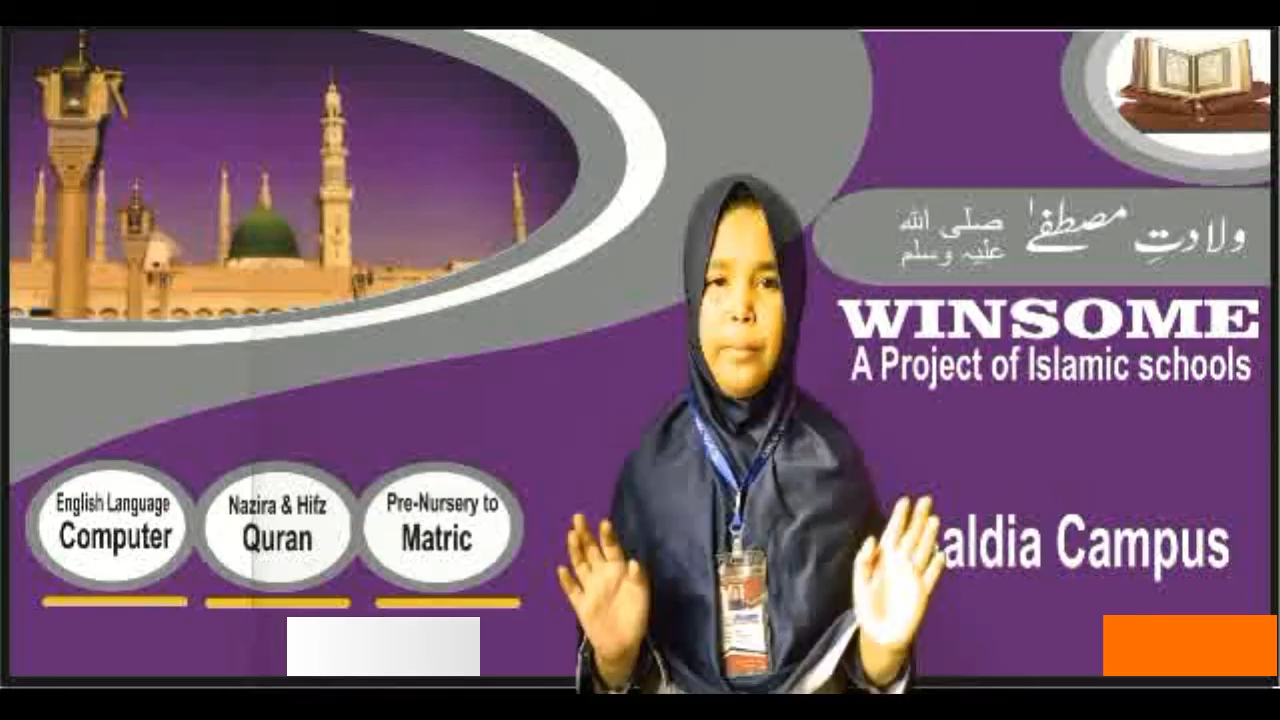 ولادتِ مصطفےٰ صلی اللہ علیہ وسلم
WINSOME
A Project of Islamic schools
English Language
Computer
Nazira & Hifz
Quran
Pre-Nursery to
Matric
aldia Campus